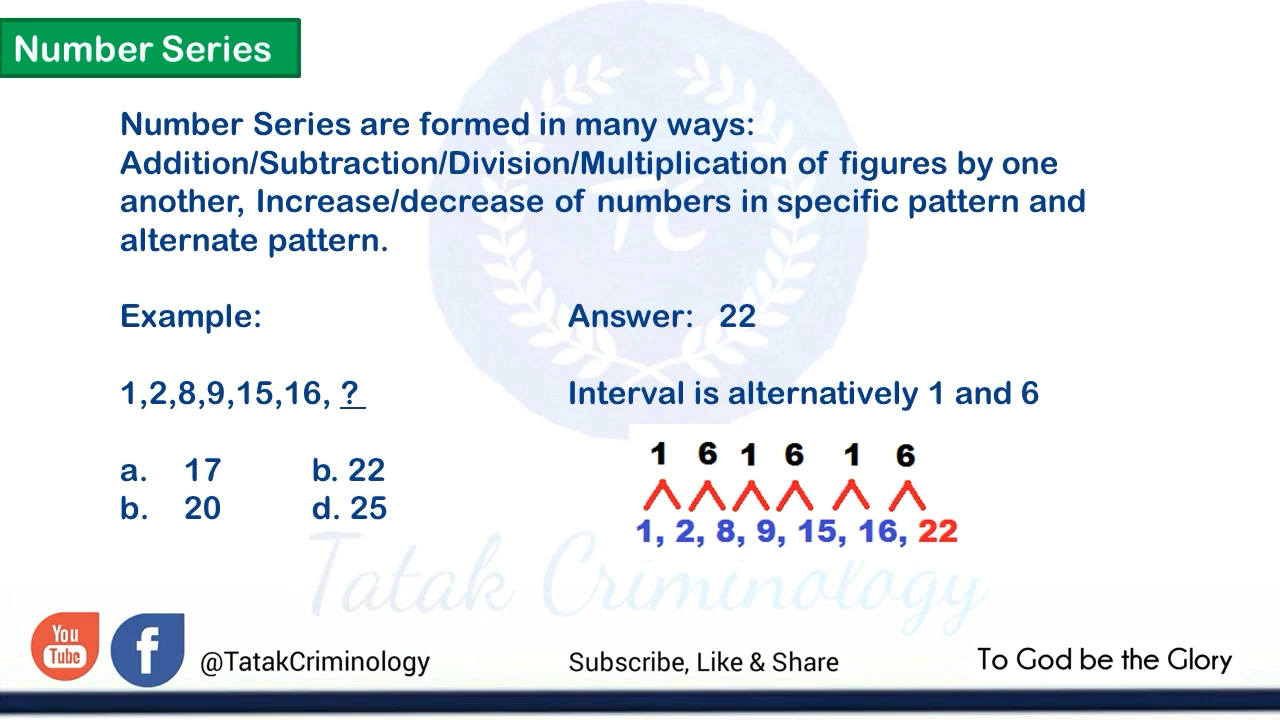 Number Series
Number Series are formed in many ways:
Addition/Subtraction/Division/Multiplication of figures by one
another, Increase/decrease of numbers in specific pattern and
alternate pattern.
Example:
Answer: 22
1,2,8,9,15,16, ?
Interval is alternatively 1 and 6
a. 17 b. 22
b. 20 d. 25
1 6 1 6 1 6
1, 2, 8, 9, 15, 16, 22
TC
Tatak Criminology
You
Tube
f
@TatakCriminology
Subscribe, Like & Share
To God be the Glory